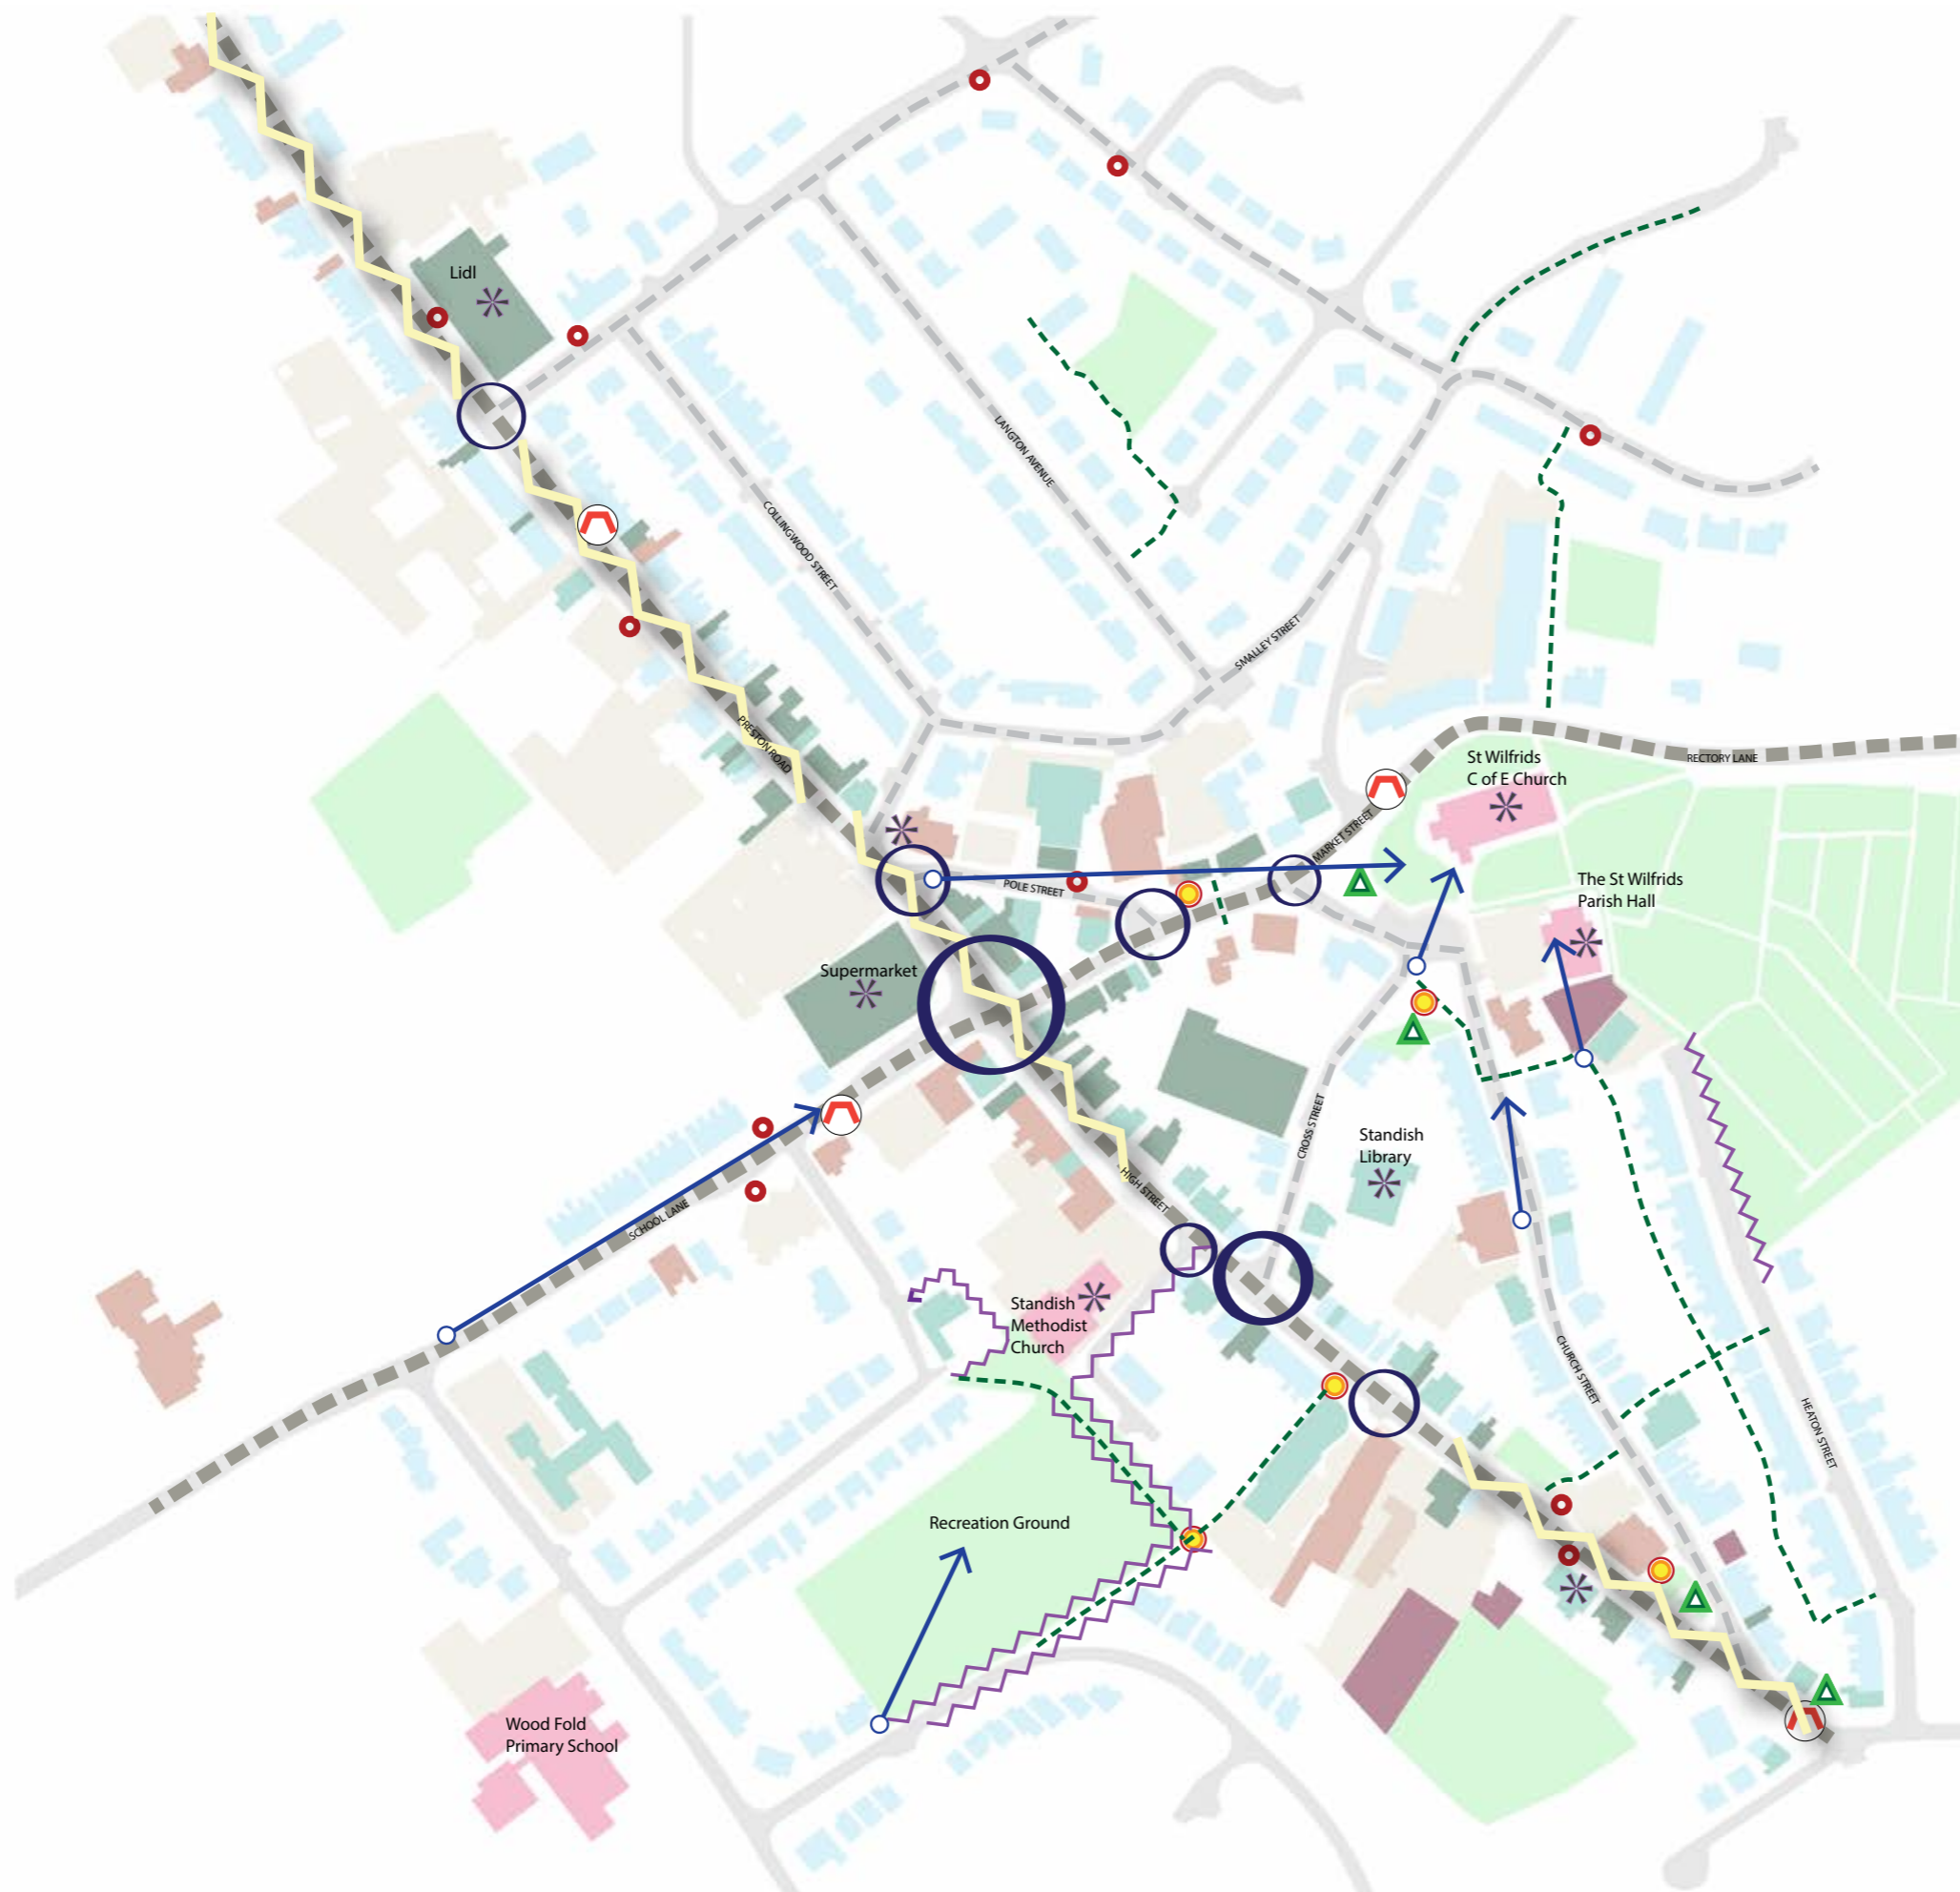 Lidl
LANGTON AVENUE
COLLINGWOOD STREET
SMALLEY STREET
PRESTON ROAD
St Wilfrids
C of E Church
RECTORY LANE
MARKET STREET
POLE STREET
The St Wilfrids
Parish Hall
Supermarket
CROSS STREET
Standish
Library
HIGH STREET
SCHOOL LANE
Standish
Methodist
Church
CHURCH STREET
HEATON STREET
Recreation Ground
Wood Fold
Primary School